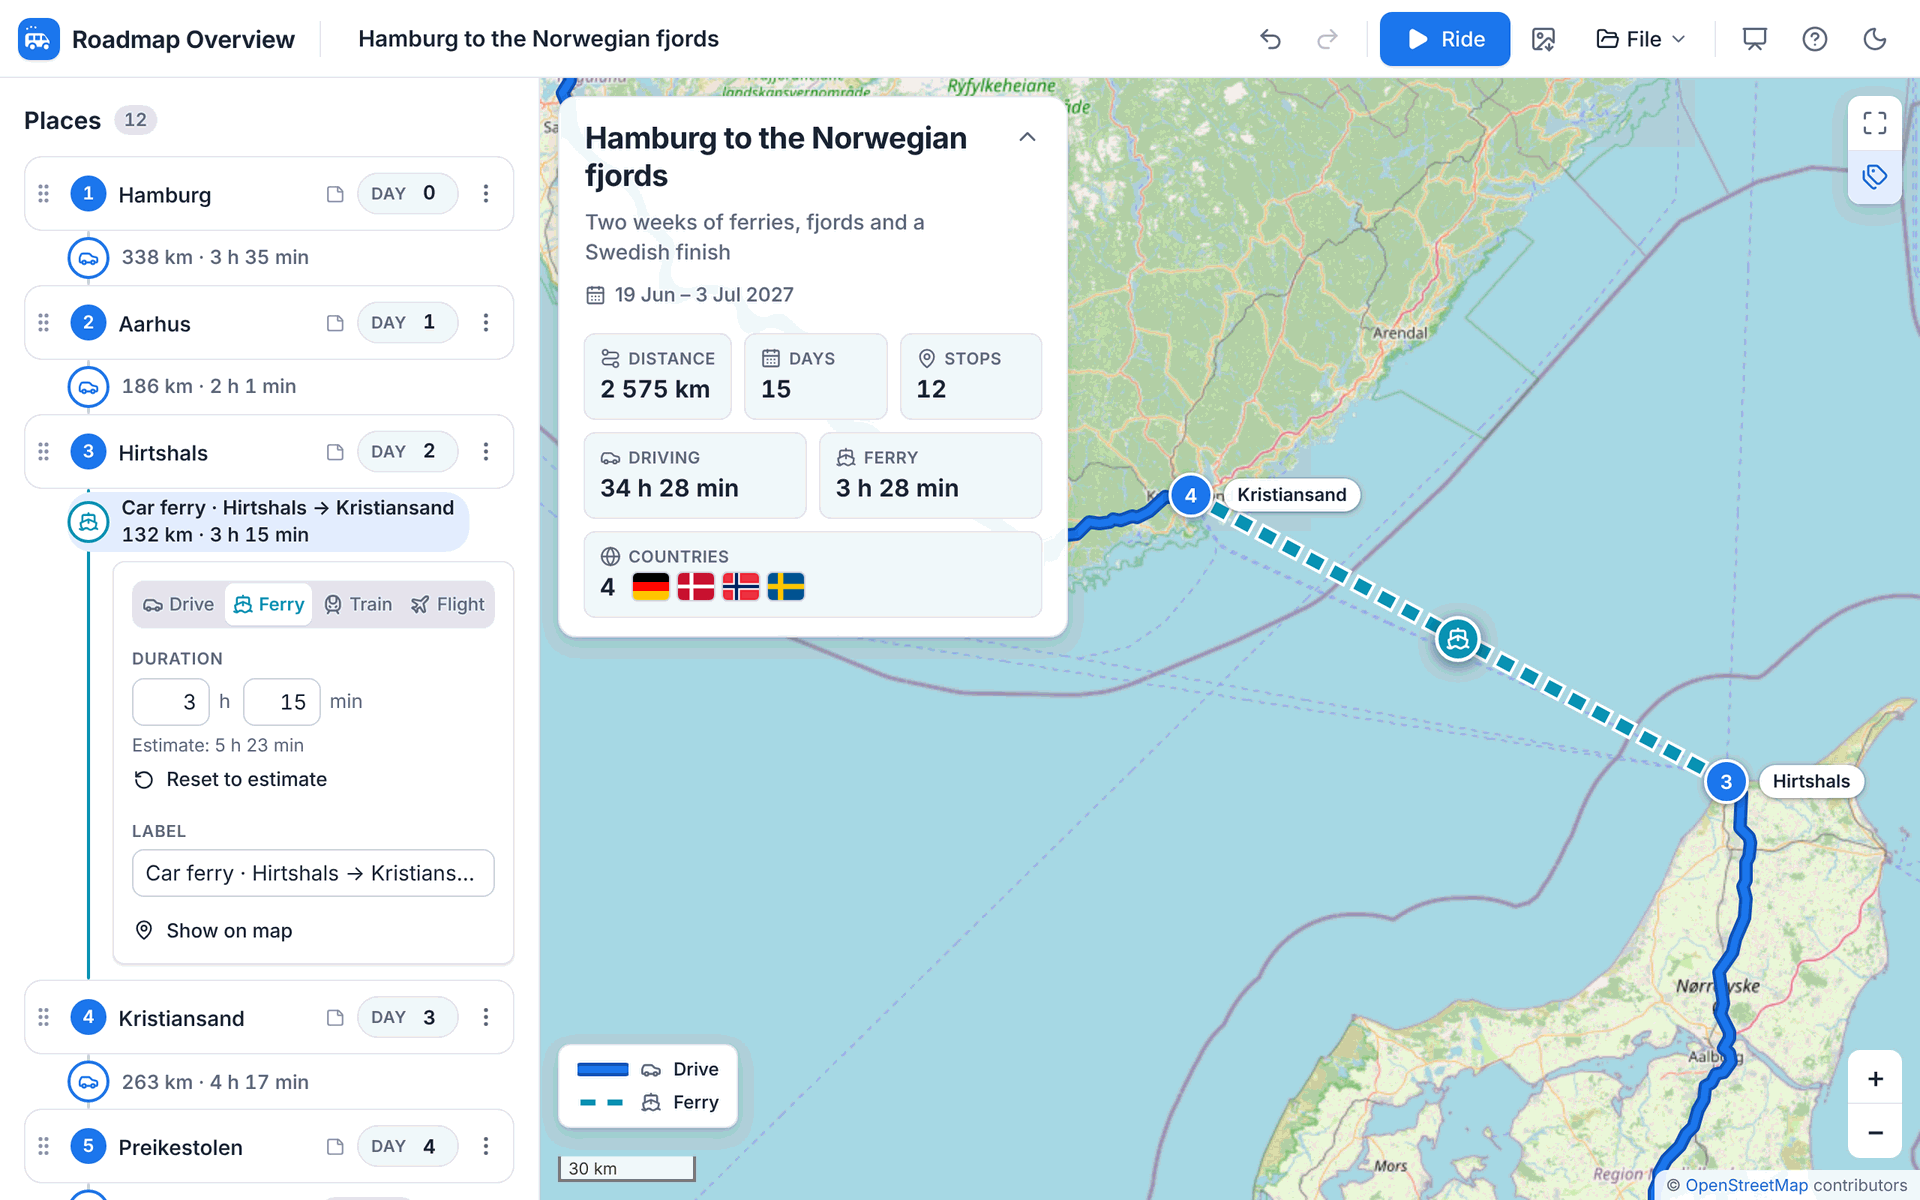 Roadmap Overview
Hamburg to the Norwegian fjords
Ride
File
Places 12
1 Hamburg DAY 0
338 km · 3 h 35 min
2 Aarhus DAY 1
186 km · 2 h 1 min
3 Hirtshals DAY 2
Car ferry · Hirtshals → Kristiansand
132 km · 3 h 15 min
Drive Ferry Train Flight
DURATION
3 h 15 min
Estimate: 5 h 23 min
Reset to estimate
LABEL
Car ferry · Hirtshals → Kristians...
Show on map
4 Kristiansand DAY 3
263 km · 4 h 17 min
5 Preikestolen DAY 4
Hamburg to the Norwegian
fjords
Two weeks of ferries, fjords and a
Swedish finish
19 Jun – 3 Jul 2027
DISTANCE
2 575 km
DAYS
15
STOPS
12
DRIVING
34 h 28 min
FERRY
3 h 28 min
COUNTRIES
4
landskapsvernområde
Ryfylkeheiane
Arendal
4 Kristiansand
3 Hirtshals
Aalborg
Mors
Drive
Ferry
30 km
+
−
© OpenStreetMap contributors